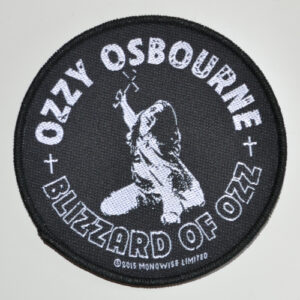 OZZY OSBOURNE
BLIZZARD OF OZZ
© 2015 MONOWISE LIMITED